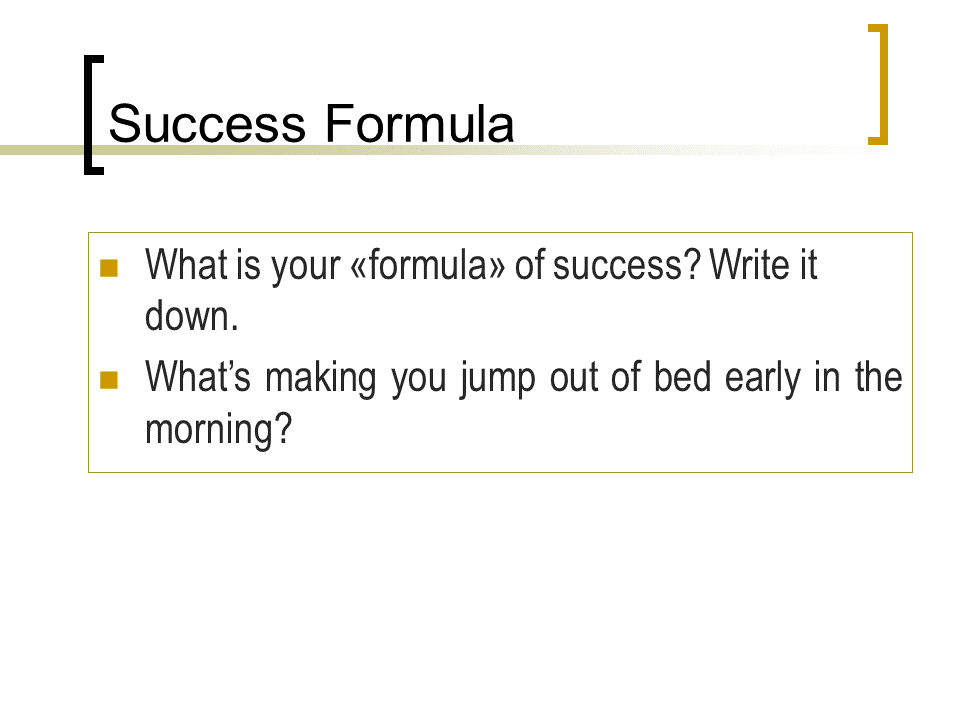 Success Formula
What is your «formula» of success? Write it
down.
What's making you jump out of bed early in the
morning?